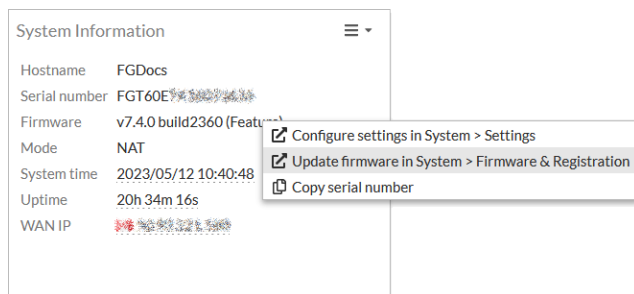 System Information
Hostname FGDocs
Serial number FGT60E
Firmware v7.4.0 build2360 (Feature)
Configure settings in System > Settings
Mode NAT
Update firmware in System > Firmware & Registration
System time 2023/05/12 10:40:48
Copy serial number
Uptime 20h 34m 16s
WAN IP